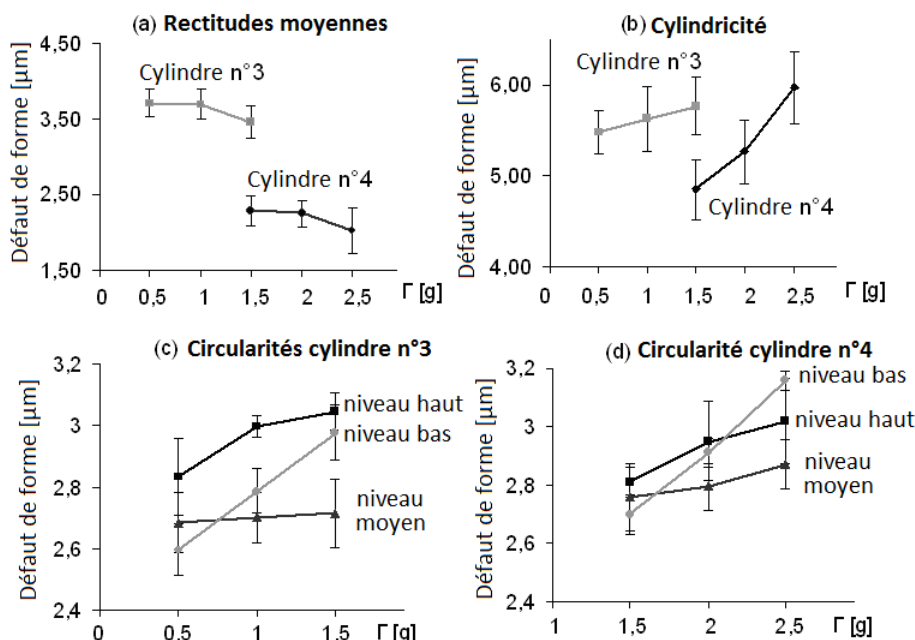 (a) Rectitudes moyennes
Défaut de forme [µm]
4,50
3,50
2,50
1,50
Cylindre n°3
Cylindre n°4
0 0,5 1 1,5 2 2,5 Γ [g]
(b) Cylindricité
Défaut de forme [µm]
6,00
5,00
4,00
Cylindre n°3
Cylindre n°4
0 0,5 1 1,5 2 2,5 Γ [g]
(c) Circularités cylindre n°3
Défaut de forme [µm]
3,2
3
2,8
2,6
2,4
niveau haut
niveau bas
niveau
moyen
0 0,5 1 1,5 Γ [g]
(d) Circularité cylindre n°4
Défaut de forme [µm]
3,2
3
2,8
2,6
2,4
niveau bas
niveau haut
niveau
moyen
1 1,5 2 2,5 Γ [g]